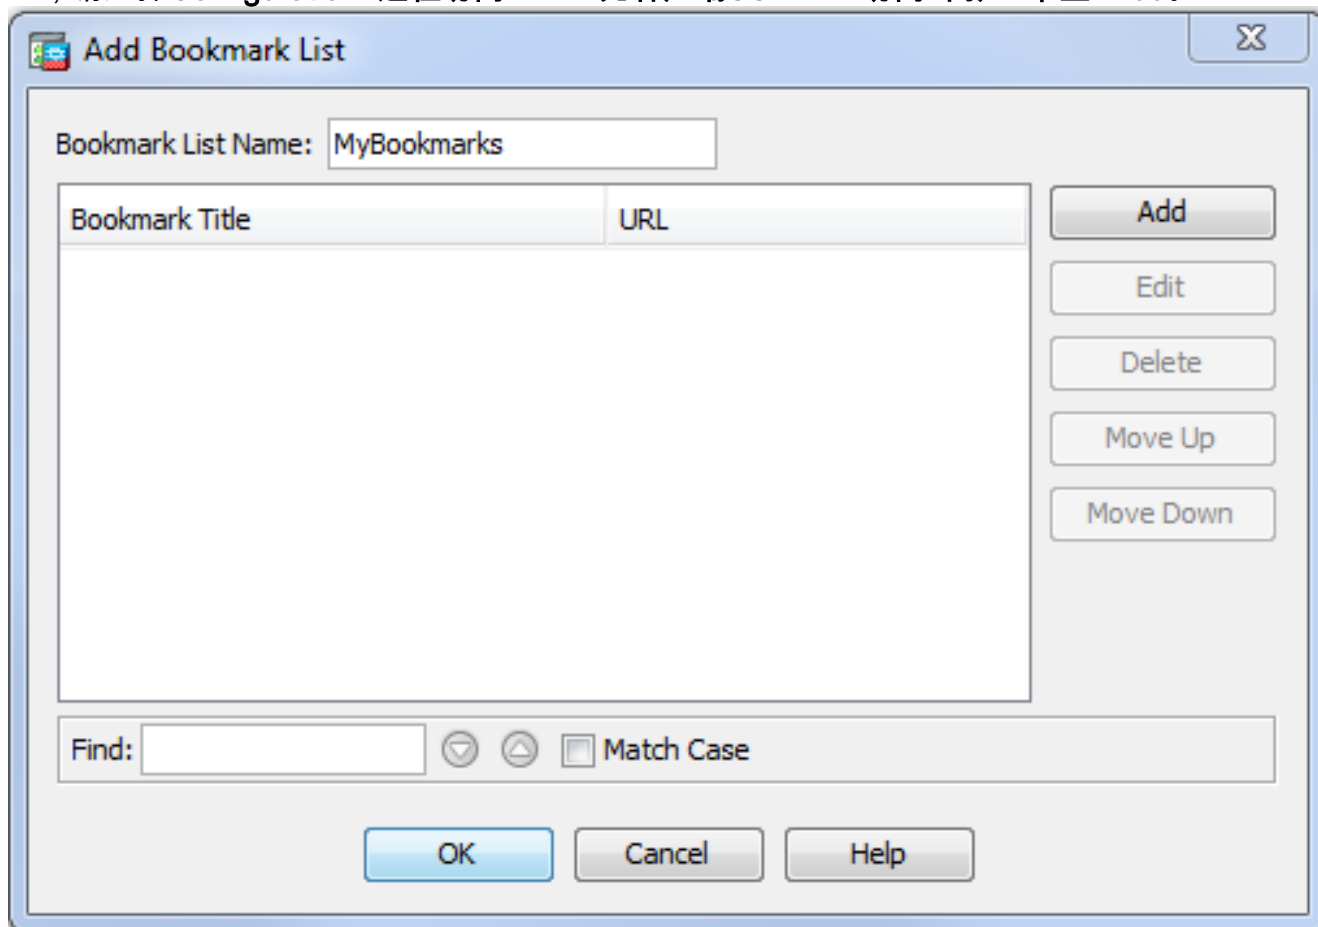 Add Bookmark List
Bookmark List Name: MyBookmarks
Bookmark Title URL
Add
Edit
Delete
Move Up
Move Down
Find: Match Case
OK Cancel Help